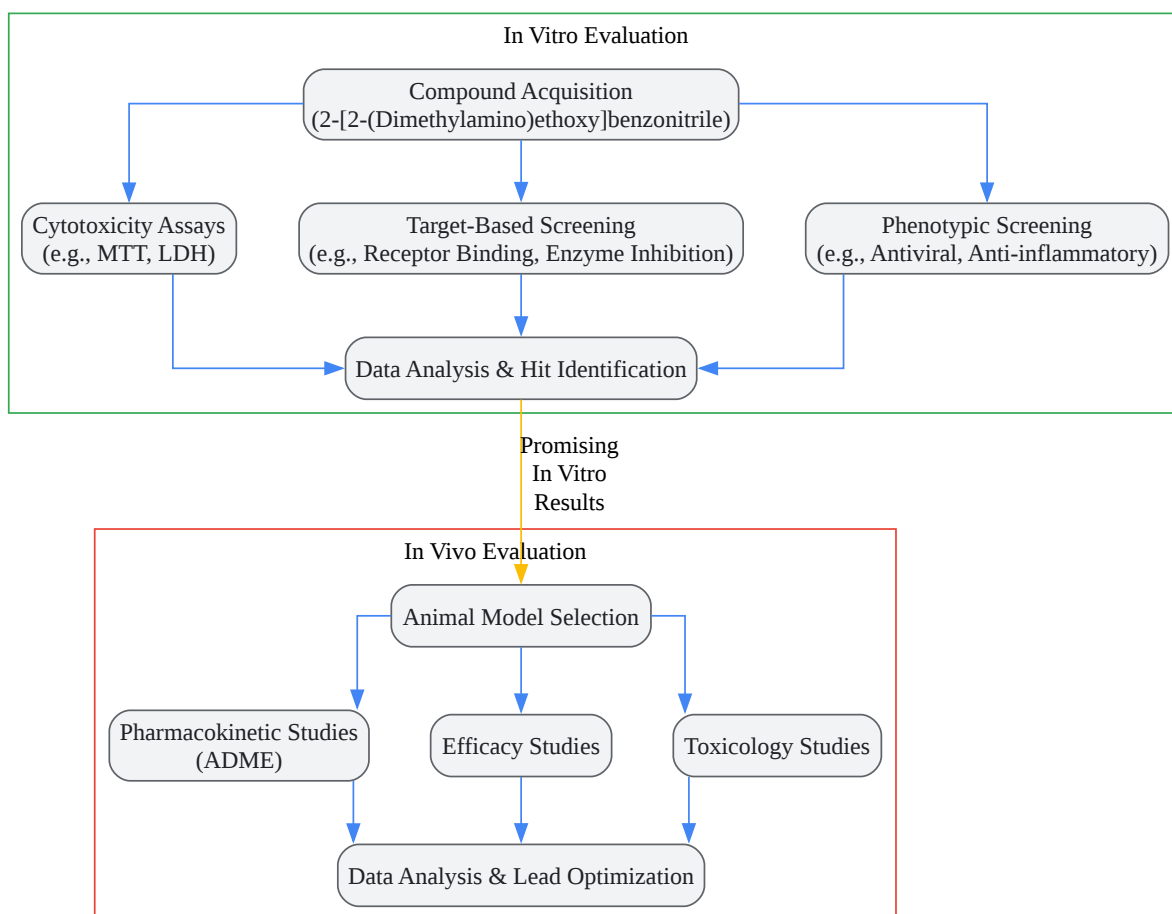 In Vitro Evaluation
Compound Acquisition
(2-[2-(Dimethylamino)ethoxy]benzonitrile)
Cytotoxicity Assays
(e.g., MTT, LDH)
Target-Based Screening
(e.g., Receptor Binding, Enzyme Inhibition)
Phenotypic Screening
(e.g., Antiviral, Anti-inflammatory)
Data Analysis & Hit Identification
Promising
In Vitro
Results
In Vivo Evaluation
Animal Model Selection
Pharmacokinetic Studies
(ADME)
Efficacy Studies
Toxicology Studies
Data Analysis & Lead Optimization